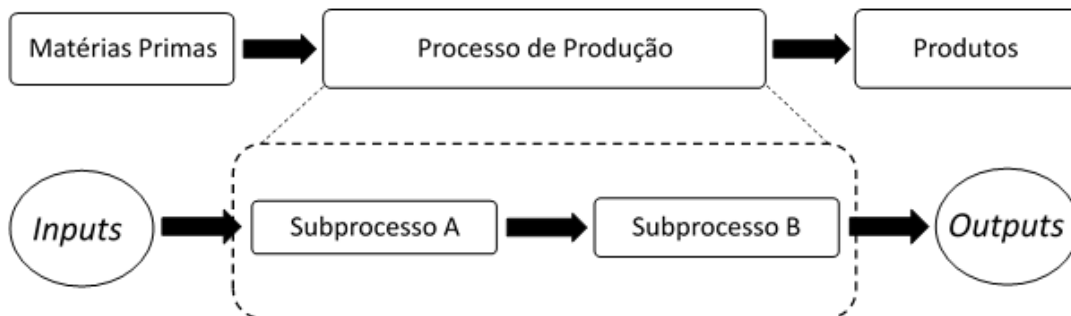 Matérias Primas
Processo de Produção
Produtos
Inputs
Subprocesso A
Subprocesso B
Outputs